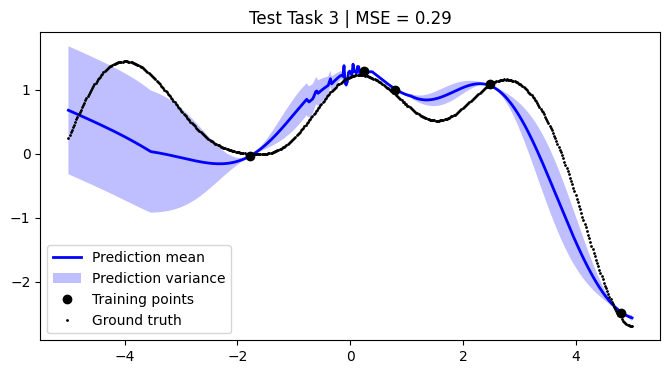 Test Task 3 | MSE = 0.29
1
0
−1
−2
Prediction mean
Prediction variance
Training points
Ground truth
−4 −2 0 2 4